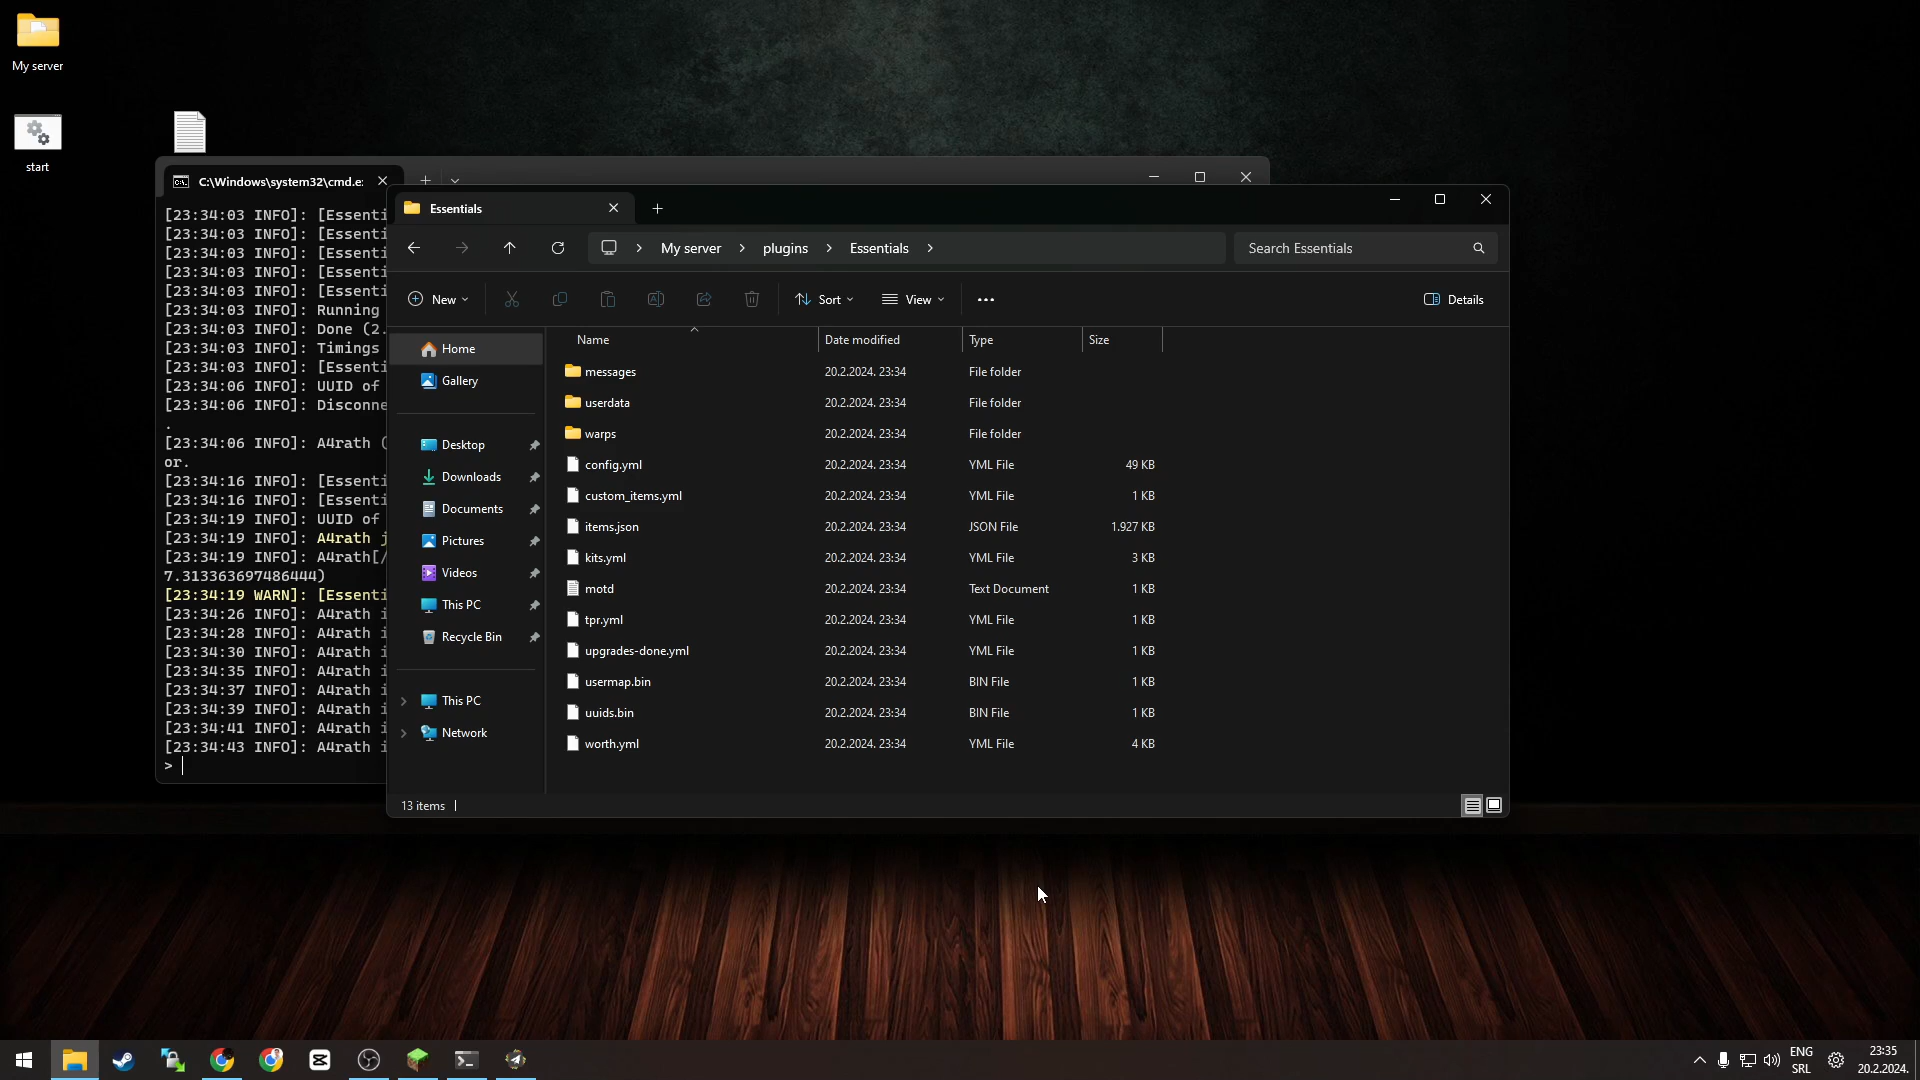 My server
start
C:\Windows\system32\cmd.e:
[23:34:03 INFO]: [Essenti
[23:34:03 INFO]: [Essenti
[23:34:03 INFO]: [Essenti
[23:34:03 INFO]: [Essenti
[23:34:03 INFO]: [Essenti
[23:34:03 INFO]: Running
[23:34:03 INFO]: Done (2.
[23:34:03 INFO]: Timings
[23:34:03 INFO]: [Essenti
[23:34:06 INFO]: UUID of
[23:34:06 INFO]: Disconne
.
[23:34:06 INFO]: A4rath (
or.
[23:34:16 INFO]: [Essenti
[23:34:16 INFO]: [Essenti
[23:34:19 INFO]: UUID of
[23:34:19 INFO]: A4rath j
[23:34:19 INFO]: A4rath[/
7.313363697486444)
[23:34:19 WARN]: [Essenti
[23:34:26 INFO]: A4rath i
[23:34:28 INFO]: A4rath i
[23:34:30 INFO]: A4rath i
[23:34:35 INFO]: A4rath i
[23:34:37 INFO]: A4rath i
[23:34:39 INFO]: A4rath i
[23:34:41 INFO]: A4rath i
[23:34:43 INFO]: A4rath i
>
Essentials
My server > plugins > Essentials >
Search Essentials
New Sort View Details
Home
Gallery
Desktop
Downloads
Documents
Pictures
Videos
This PC
Recycle Bin
This PC
Network
Name Date modified Type Size
messages 20.2.2024. 23:34 File folder
userdata 20.2.2024. 23:34 File folder
warps 20.2.2024. 23:34 File folder
config.yml 20.2.2024. 23:34 YML File 49 KB
custom_items.yml 20.2.2024. 23:34 YML File 1 KB
items.json 20.2.2024. 23:34 JSON File 1.927 KB
kits.yml 20.2.2024. 23:34 YML File 3 KB
motd 20.2.2024. 23:34 Text Document 1 KB
tpr.yml 20.2.2024. 23:34 YML File 1 KB
upgrades-done.yml 20.2.2024. 23:34 YML File 1 KB
usermap.bin 20.2.2024. 23:34 BIN File 1 KB
uuids.bin 20.2.2024. 23:34 BIN File 1 KB
worth.yml 20.2.2024. 23:34 YML File 4 KB
13 items
ENG
SRL
23:35
20.2.2024.